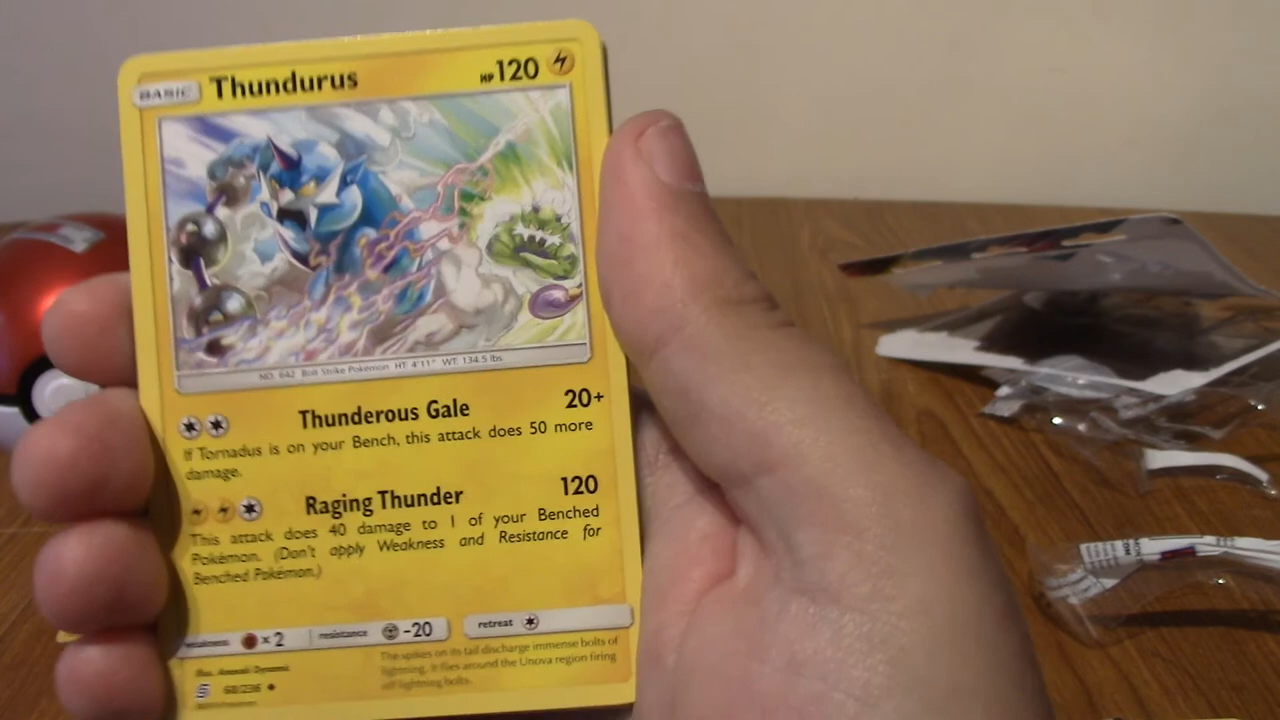 BASIC Thundurus HP 120
NO. 642 Bolt Strike Pokémon HT: 4'11" WT: 134.5 lbs
Thunderous Gale 20+
If Tornadus is on your Bench, this attack does 50 more
damage.
Raging Thunder 120
This attack does 40 damage to 1 of your Benched
Pokémon. (Don't apply Weakness and Resistance for
Benched Pokémon.)
weakness x2 resistance -20 retreat
The spikes on its tail discharge immense bolts of
lightning. It flies around the Unova region firing
off lightning bolts.
Illus. Anesaki Dynamic
68/236